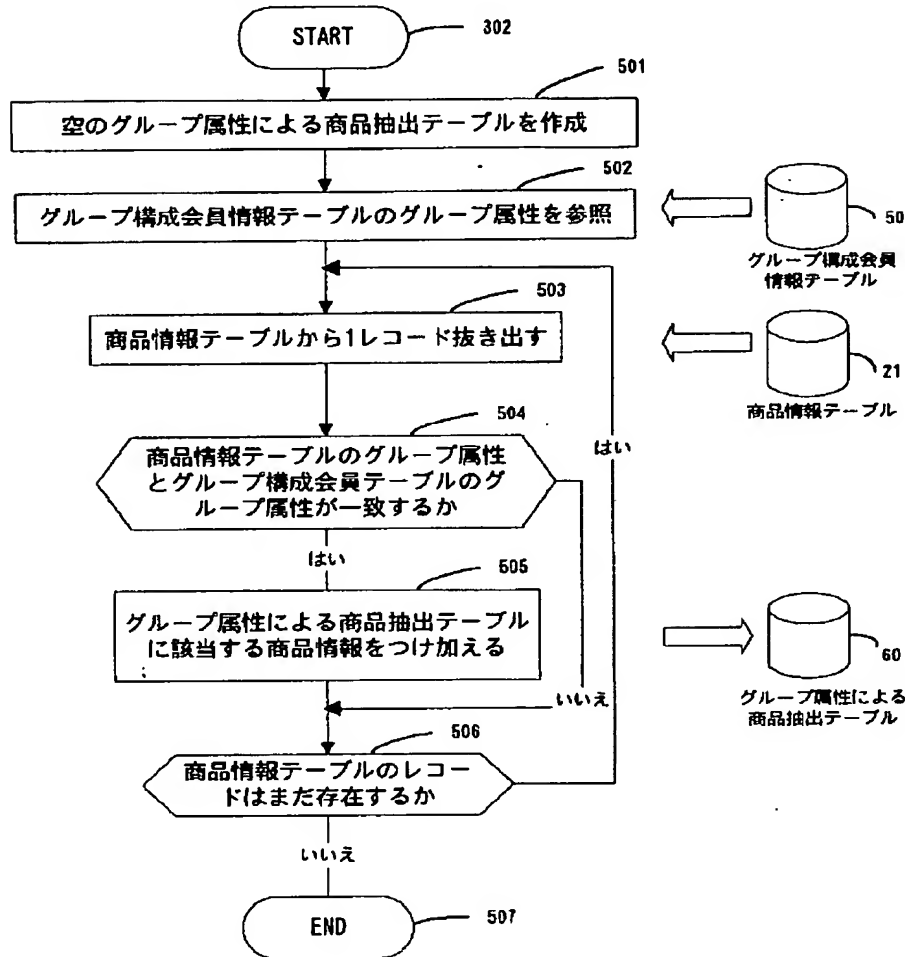 START
302
501
空のグループ属性による商品抽出テーブルを作成
502
グループ構成会員情報テーブルのグループ属性を参照
50
グループ構成会員
情報テーブル
503
商品情報テーブルから1レコード抜き出す
21
商品情報テーブル
504
商品情報テーブルのグループ属性
とグループ構成会員テーブルのグ
ループ属性が一致するか
はい
はい
505
グループ属性による商品抽出テーブル
に該当する商品情報をつけ加える
60
グループ属性による
商品抽出テーブル
いいえ
506
商品情報テーブルのレコー
ドはまだ存在するか
いいえ
END
507